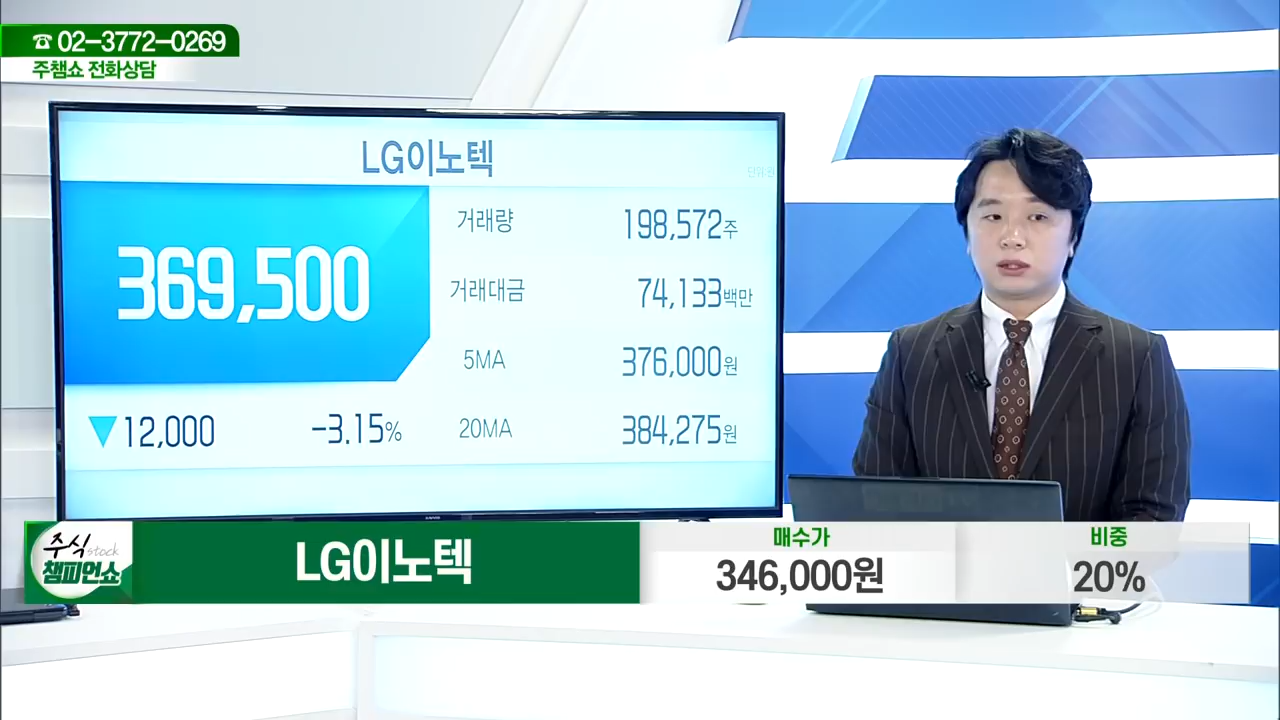 ☎ 02-3772-0269
주챔쇼 전화상담
LG이노텍
단위:원
369,500
▼12,000 -3.15%
거래량 198,572주
거래대금 74,133백만
5MA 376,000원
20MA 384,275원
주식 stock
챔피언쇼
LG이노텍
매수가 비중
346,000원 20%